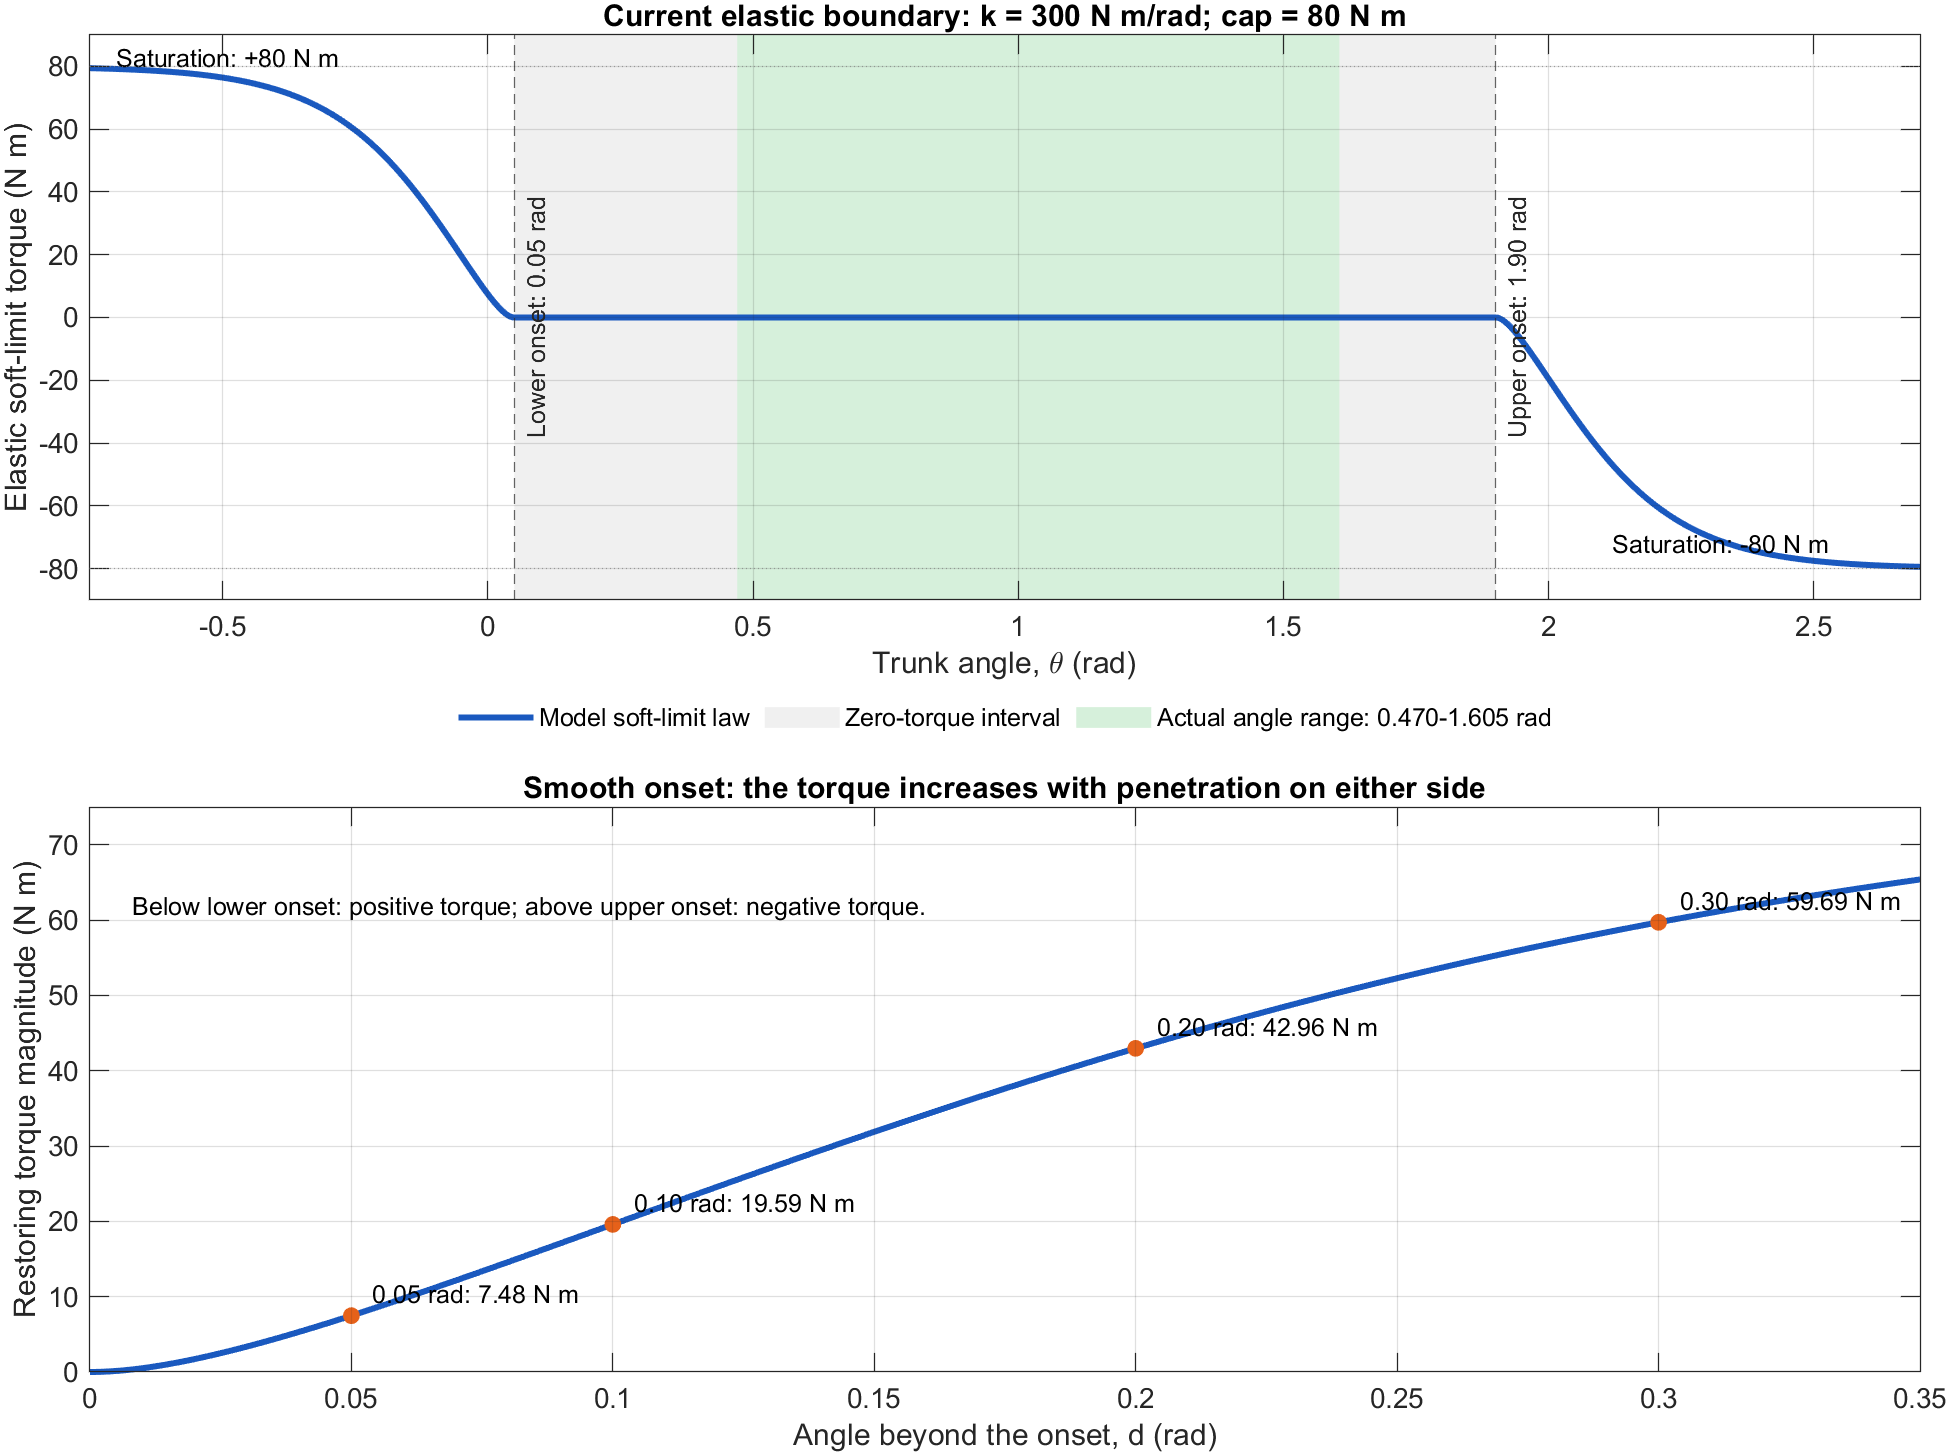 Current elastic boundary: k = 300 N m/rad; cap = 80 N m
Elastic soft-limit torque (N m)
80
60
40
20
0
-20
-40
-60
-80
Saturation: +80 N m
Lower onset: 0.05 rad
Upper onset: 1.90 rad
Saturation: -80 N m
-0.5
0
0.5
1
1.5
2
2.5
Trunk angle, θ (rad)
Model soft-limit law
Zero-torque interval
Actual angle range: 0.470-1.605 rad
Smooth onset: the torque increases with penetration on either side
Restoring torque magnitude (N m)
70
60
50
40
30
20
10
0
Below lower onset: positive torque; above upper onset: negative torque.
0.30 rad: 59.69 N m
0.20 rad: 42.96 N m
0.10 rad: 19.59 N m
0.05 rad: 7.48 N m
0
0.05
0.1
0.15
0.2
0.25
0.3
0.35
Angle beyond the onset, d (rad)